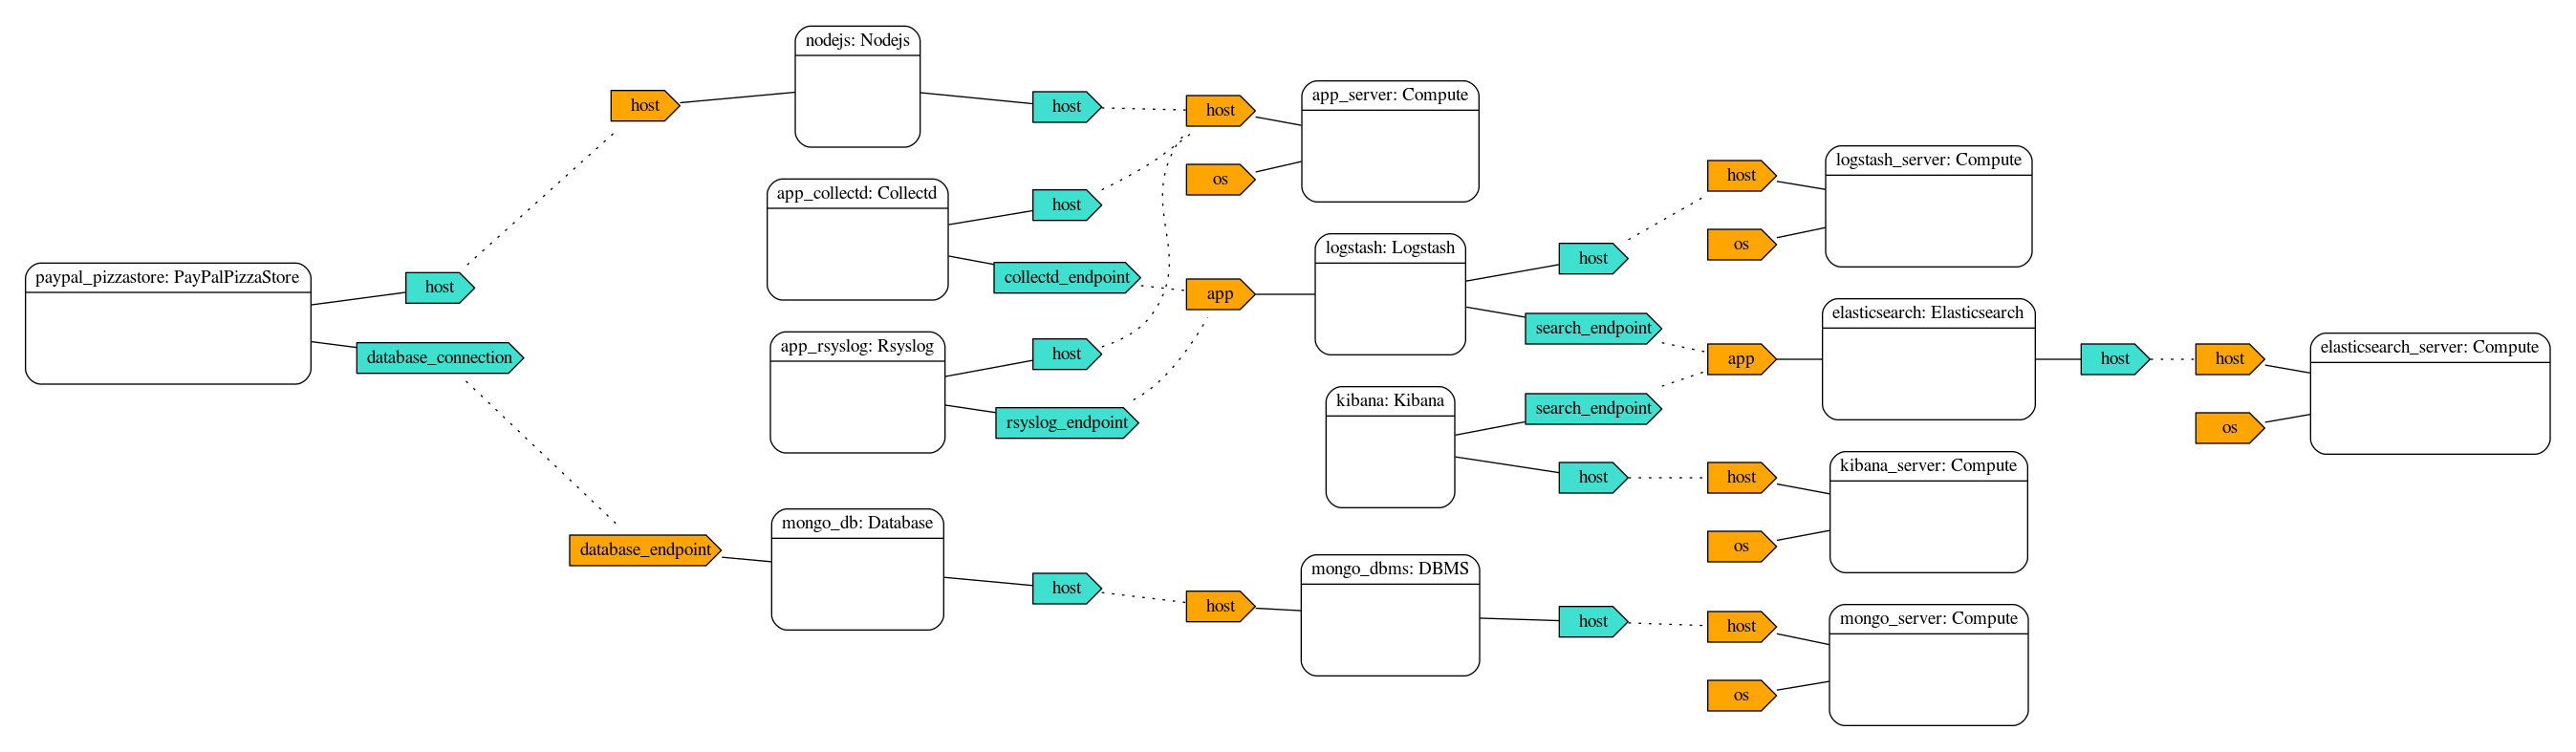 nodejs: Nodejs
host
host
host
app_server: Compute
os
app_collectd: Collectd
host
collectd_endpoint
logstash_server: Compute
host
os
paypal_pizzastore: PayPalPizzaStore
host
database_connection
app
logstash: Logstash
host
search_endpoint
app_rsyslog: Rsyslog
host
rsyslog_endpoint
app
elasticsearch: Elasticsearch
host
host
elasticsearch_server: Compute
os
kibana: Kibana
search_endpoint
host
host
kibana_server: Compute
os
database_endpoint
mongo_db: Database
host
host
mongo_dbms: DBMS
host
host
mongo_server: Compute
os